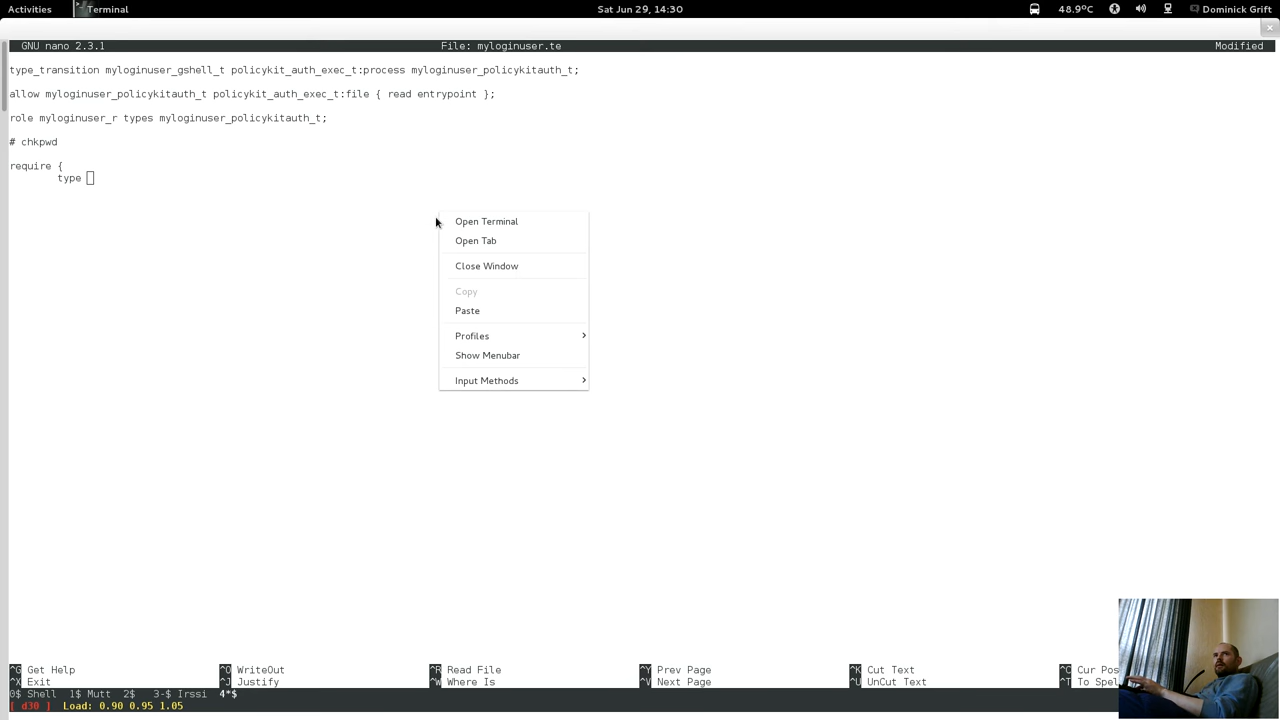 Activities
Terminal
Sat Jun 29, 14:30
48.9°C
Dominick Grift
GNU nano 2.3.1
File: myloginuser.te
Modified
type_transition myloginuser_gshell_t policykit_auth_exec_t:process myloginuser_policykitauth_t;
allow myloginuser_policykitauth_t policykit_auth_exec_t:file { read entrypoint };
role myloginuser_r types myloginuser_policykitauth_t;
# chkpwd
require {
type
Open Terminal
Open Tab
Close Window
Copy
Paste
Profiles
Show Menubar
Input Methods
^G Get Help ^O WriteOut ^R Read File ^Y Prev Page ^K Cut Text ^C Cur Pos
^X Exit ^J Justify ^W Where Is ^V Next Page ^U UnCut Text ^T To Spel
0$ Shell 1$ Mutt 2$ 3-$ Irssi 4*$
[ d30 ] Load: 0.90 0.95 1.05